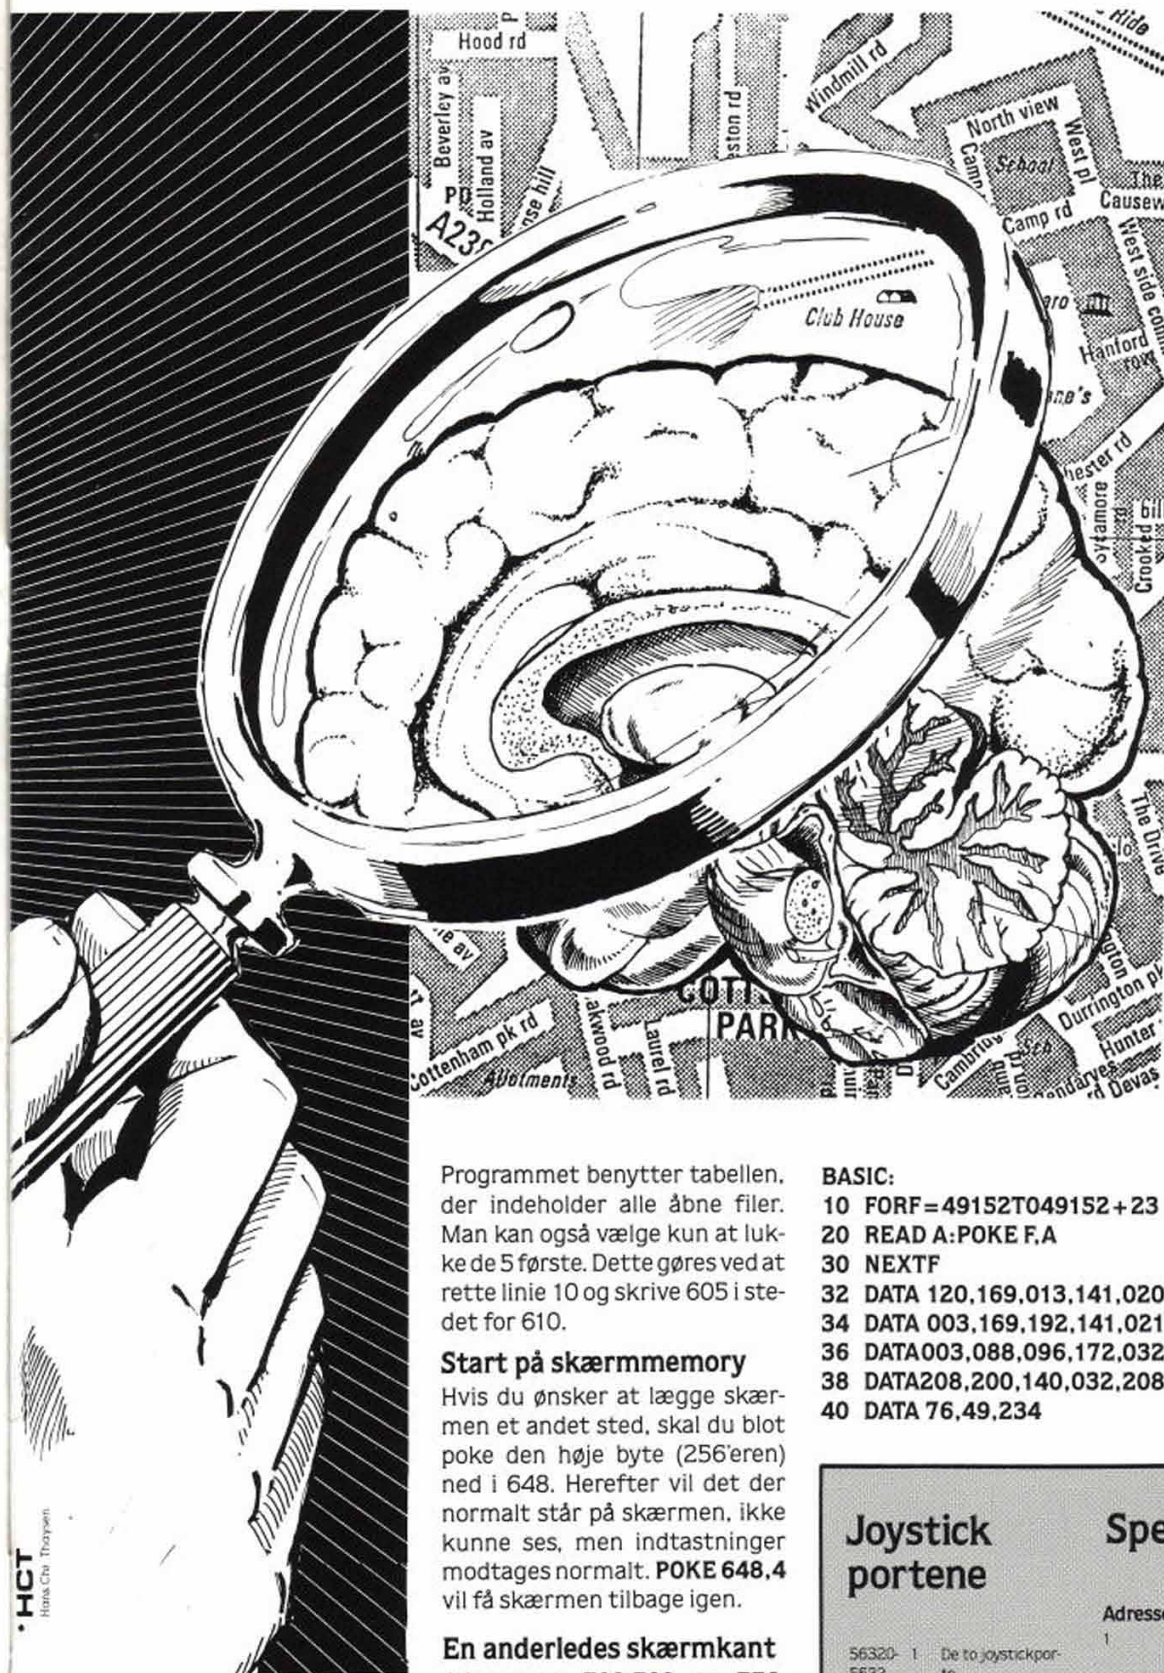 Hood rd
Beverley av
Holland av
Windmill rd
Ride
North view
School
West pl
Camp rd
The
Causew
West side
Hanford
row
Club House
Crooked bil
The Drive
Cottenham pk rd
Allotments
Laurel rd
PARK
Durrington pk
Hunter
rd Devas
Programmet benytter tabellen,
der indeholder alle åbne filer.
Man kan også vælge kun at luk-
ke de 5 første. Dette gøres ved at
rette linie 10 og skrive 605 i ste-
det for 610.
Start på skærmmemory
Hvis du ønsker at lægge skær-
men et andet sted, skal du blot
poke den høje byte (256'eren)
ned i 648. Herefter vil det der
normalt står på skærmen, ikke
kunne ses, men indtastninger
modtages normalt. POKE 648,4
vil få skærmen tilbage igen.
En anderledes skærmkant
BASIC:
10 FORF=49152TO49152+23
20 READ A:POKE F,A
30 NEXTF
32 DATA 120,169,013,141,020
34 DATA 003,169,192,141,021
36 DATA003,088,096,172,032
38 DATA208,200,140,032,208
40 DATA 76,49,234
Joystick
portene
56320- 1 De to joystickpor-
Spe
Adresse
1
HCT
Hans Chr. Thaysen